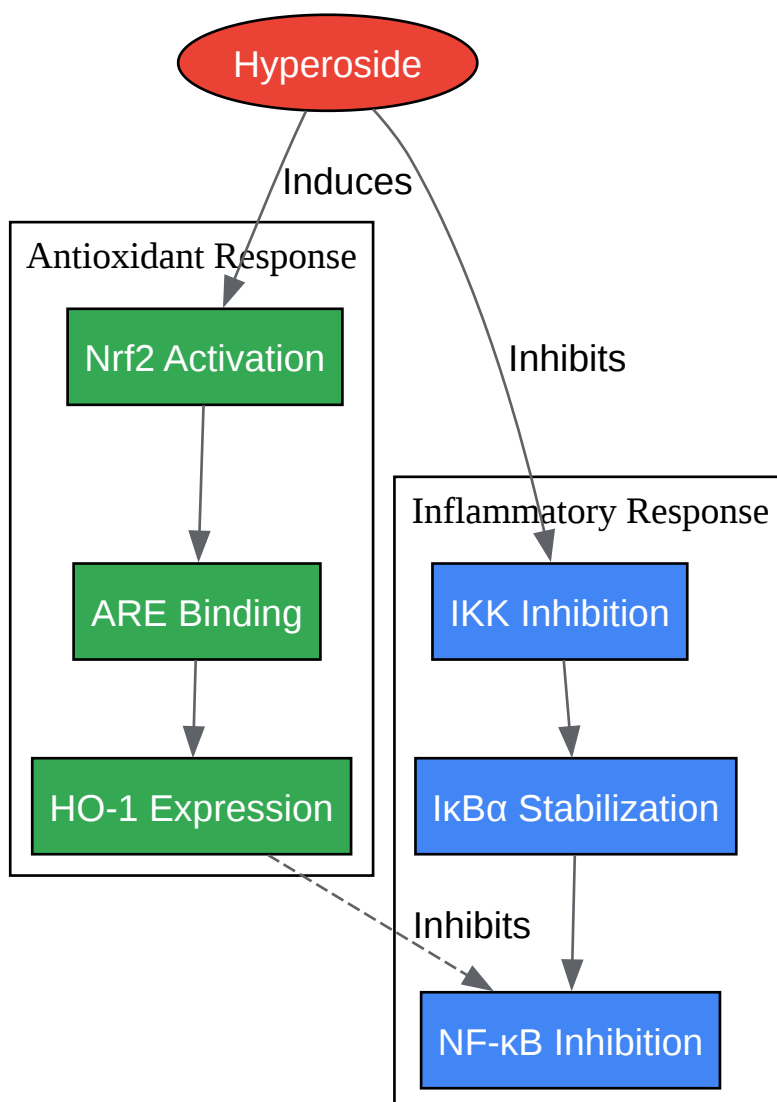 Hyperoside
Induces
Antioxidant Response
Nrf2 Activation
Inhibits
Inflammatory Response
ARE Binding
IKK Inhibition
HO-1 Expression
IκBα Stabilization
Inhibits
NF-κB Inhibition